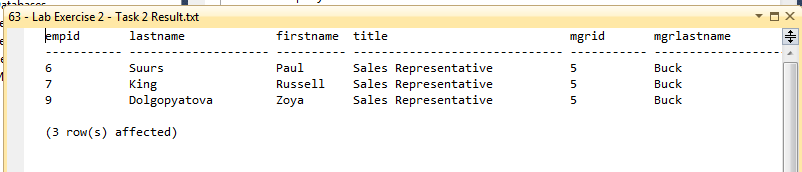 63 - Lab Exercise 2 - Task 2 Result.txt
empid lastname firstname title mgrid mgrlastname
----------- -------------------- ---------- ------------------------------ ----------- --------------------
6 Suurs Paul Sales Representative 5 Buck
7 King Russell Sales Representative 5 Buck
9 Dolgopyatova Zoya Sales Representative 5 Buck
(3 row(s) affected)